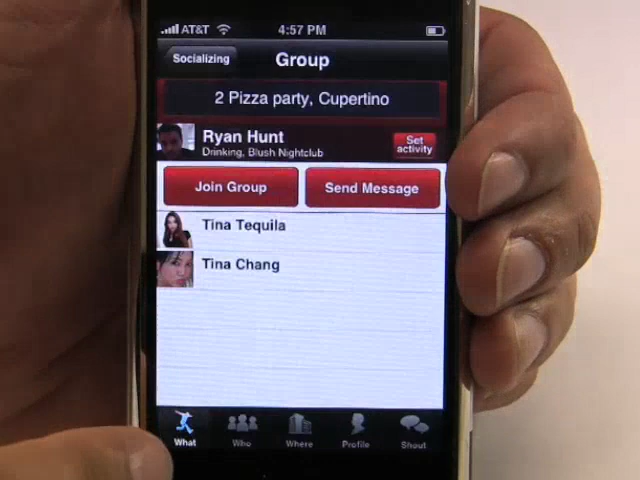 AT&T 4:57 PM
Socializing Group
2 Pizza party, Cupertino
Ryan Hunt
Drinking, Blush Nightclub
Set activity
Join Group Send Message
Tina Tequila
Tina Chang
What Who Where Profile Shout